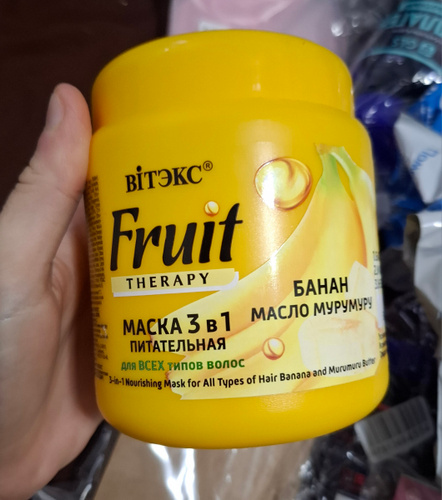 ВІТЭКС®
Fruit
THERAPY
БАНАН
МАСЛО МУРУМУРУ
МАСКА 3 в 1
ПИТАТЕЛЬНАЯ
для ВСЕХ типов волос
3-in-1 Nourishing Mask for All Types of Hair Banana and Murumuru Butter